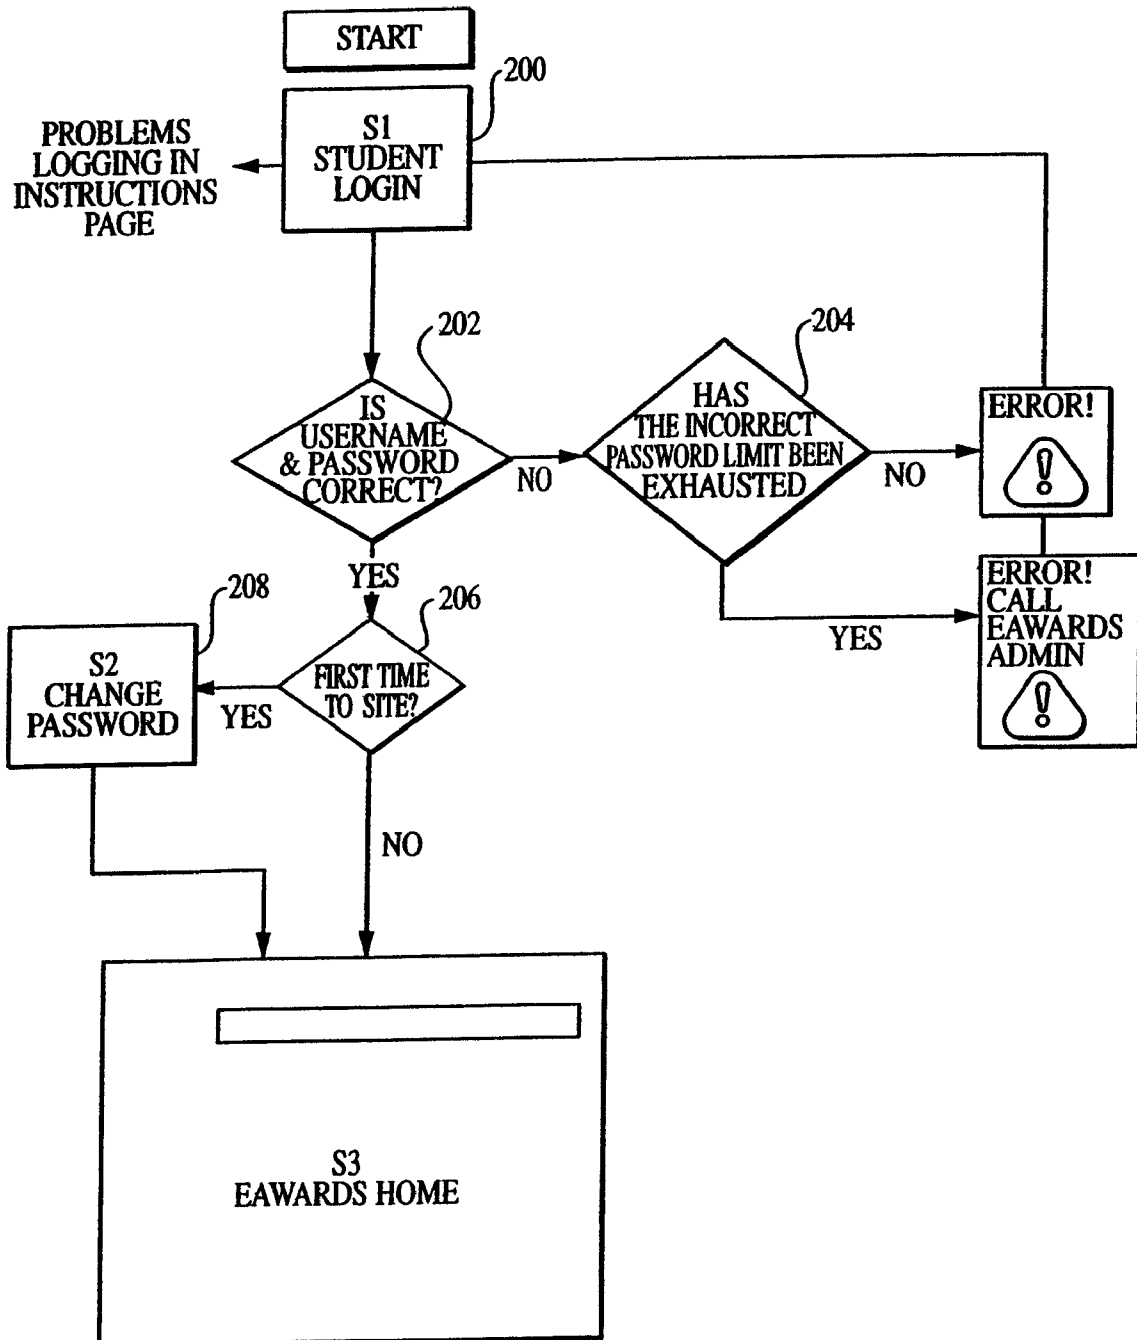 START
200
S1
STUDENT
LOGIN
PROBLEMS
LOGGING IN
INSTRUCTIONS
PAGE
202
IS
USERNAME
& PASSWORD
CORRECT?
NO
204
HAS
THE INCORRECT
PASSWORD LIMIT BEEN
EXHAUSTED
NO
ERROR!
!
YES
ERROR!
CALL
EAWARDS
ADMIN
!
YES
206
FIRST TIME
TO SITE?
YES
208
S2
CHANGE
PASSWORD
NO
S3
EAWARDS HOME